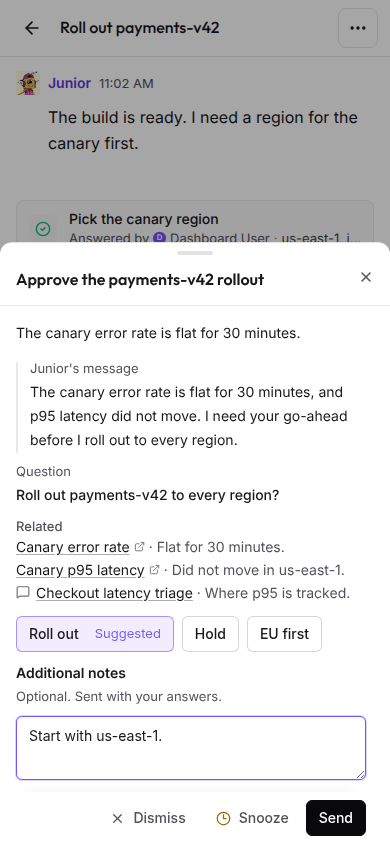 Roll out payments-v42
Junior 11:02 AM
The build is ready. I need a region for the
canary first.
Pick the canary region
Answered by D Dashboard User · us-east-1, i...
Approve the payments-v42 rollout
The canary error rate is flat for 30 minutes.
Junior's message
The canary error rate is flat for 30 minutes, and
p95 latency did not move. I need your go-ahead
before I roll out to every region.
Question
Roll out payments-v42 to every region?
Related
Canary error rate · Flat for 30 minutes.
Canary p95 latency · Did not move in us-east-1.
Checkout latency triage · Where p95 is tracked.
Roll out Suggested Hold EU first
Additional notes
Optional. Sent with your answers.
Start with us-east-1.
Dismiss Snooze Send